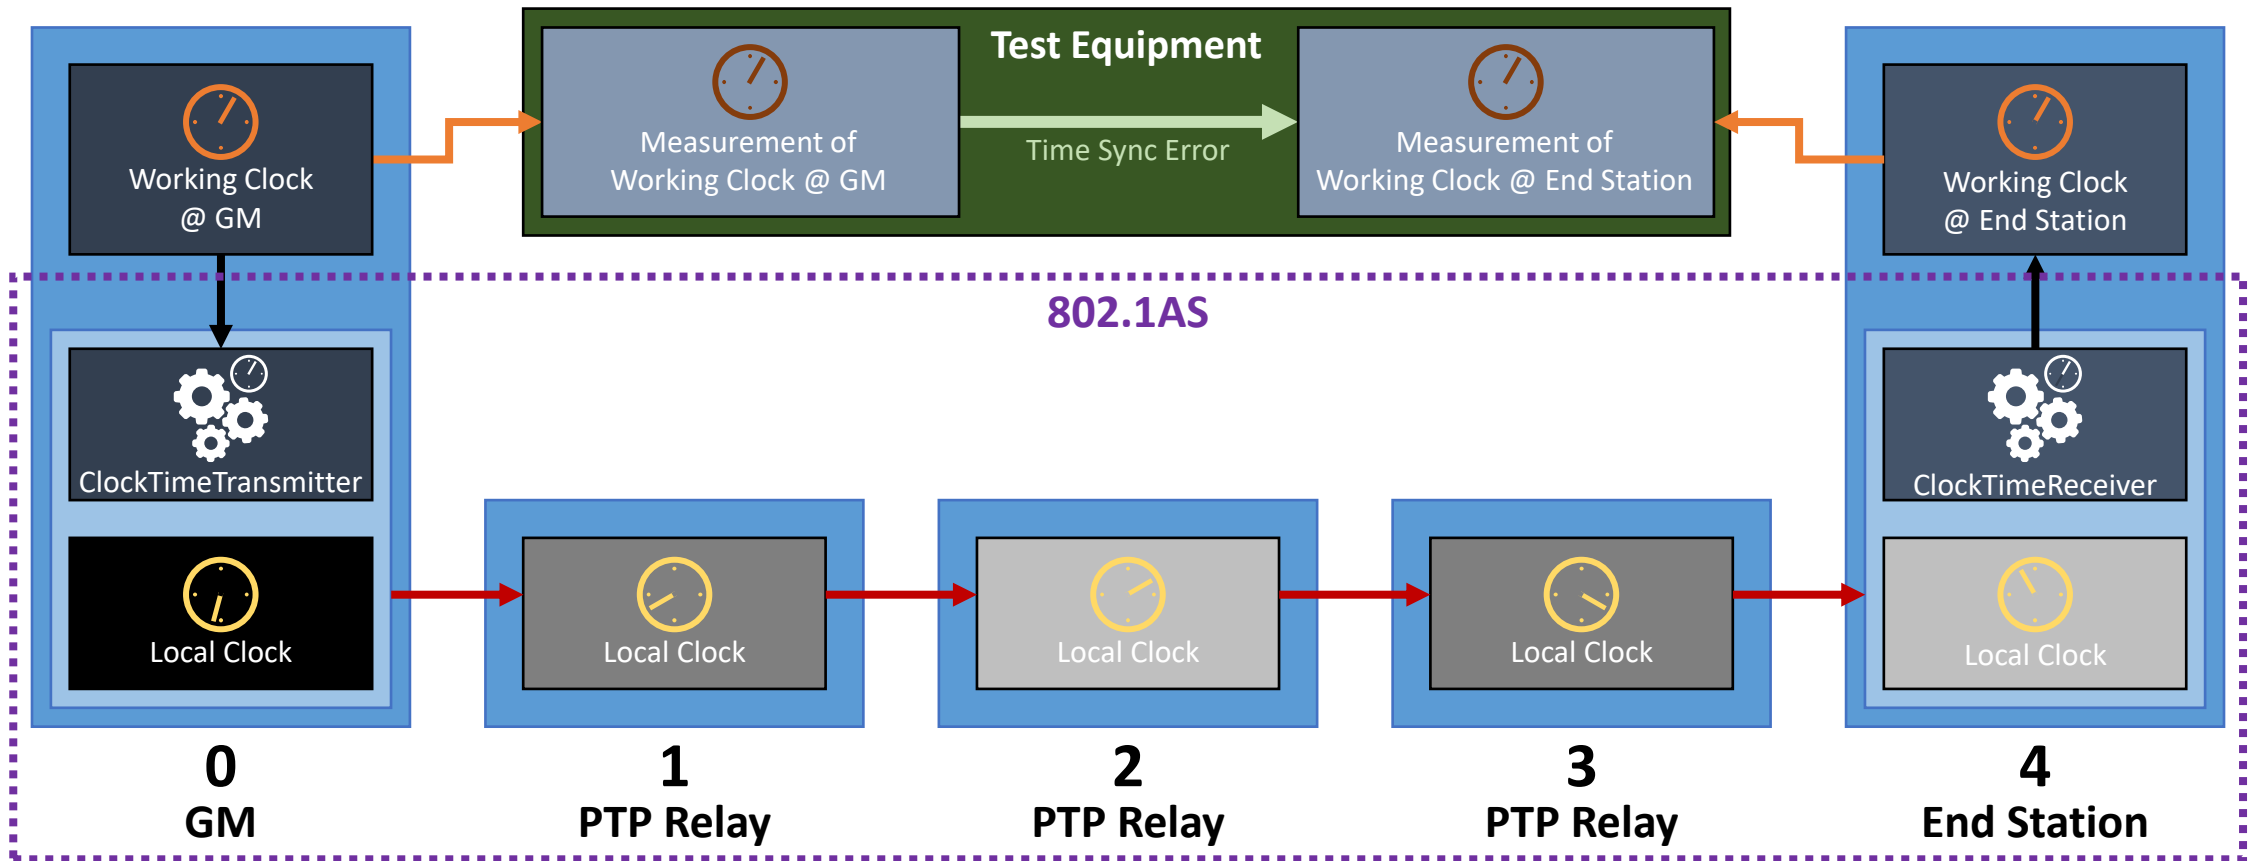 Test Equipment
Working Clock
@ GM
Measurement of
Working Clock @ GM
Time Sync Error
Measurement of
Working Clock @ End Station
Working Clock
@ End Station
802.1AS
ClockTimeTransmitter
ClockTimeReceiver
Local Clock
Local Clock
Local Clock
Local Clock
Local Clock
0
GM
1
PTP Relay
2
PTP Relay
3
PTP Relay
4
End Station